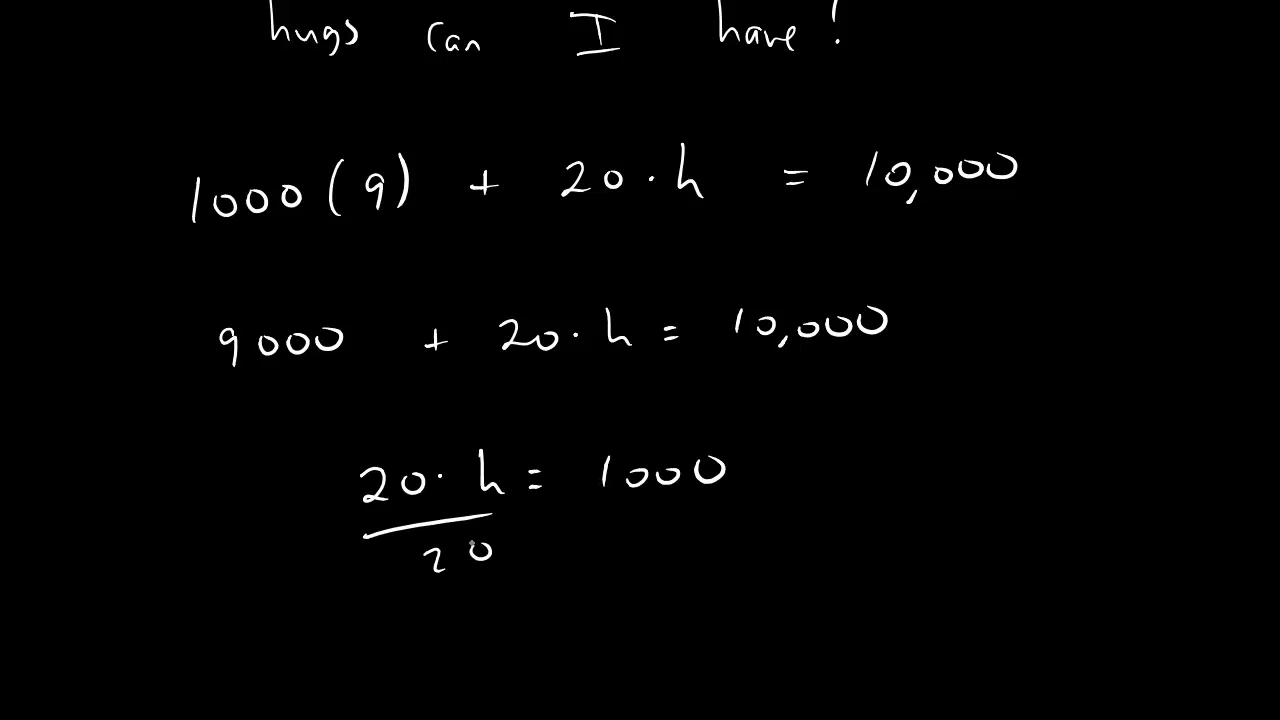 hugs can I have!
1000(9) + 20·h = 10,000
9000 + 20·h = 10,000
20·h = 1000
20